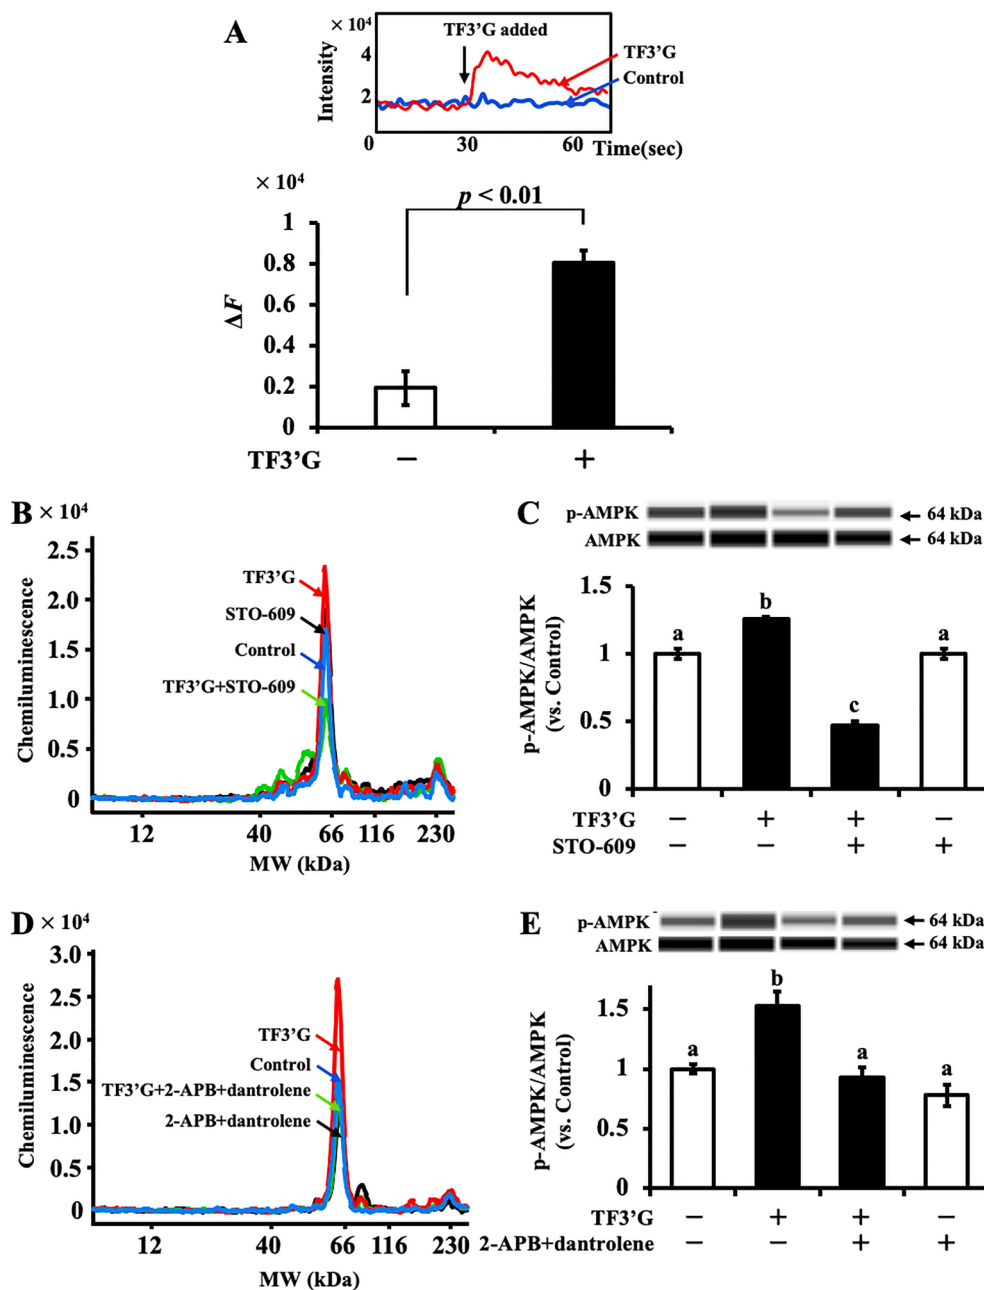 A
× 10⁴
TF3’G added
Intensity
4
2
TF3’G
Control
0
30
60
Time(sec)
× 10⁴
p < 0.01
1
0.8
0.6
0.4
0.2
0
ΔF
TF3’G
−
+
B
× 10⁴
2.5
2.0
1.5
1.0
0.5
0
Chemiluminescence
TF3’G
STO-609
Control
TF3’G+STO-609
12
40
66
116
230
MW (kDa)
C
p-AMPK
64 kDa
AMPK
64 kDa
1.5
1
0.5
0
p-AMPK/AMPK
(vs. Control)
a
b
c
a
TF3’G − + + −
STO-609 − − + +
D
× 10⁴
3.0
2.5
2.0
1.5
1.0
0.5
0
Chemiluminescence
TF3’G
Control
TF3’G+2-APB+dantrolene
2-APB+dantrolene
12
40
66
116
230
MW (kDa)
E
p-AMPK
64 kDa
AMPK
64 kDa
1.5
1
0.5
0
p-AMPK/AMPK
(vs. Control)
a
b
a
a
TF3’G − + + −
2-APB+dantrolene − − + +